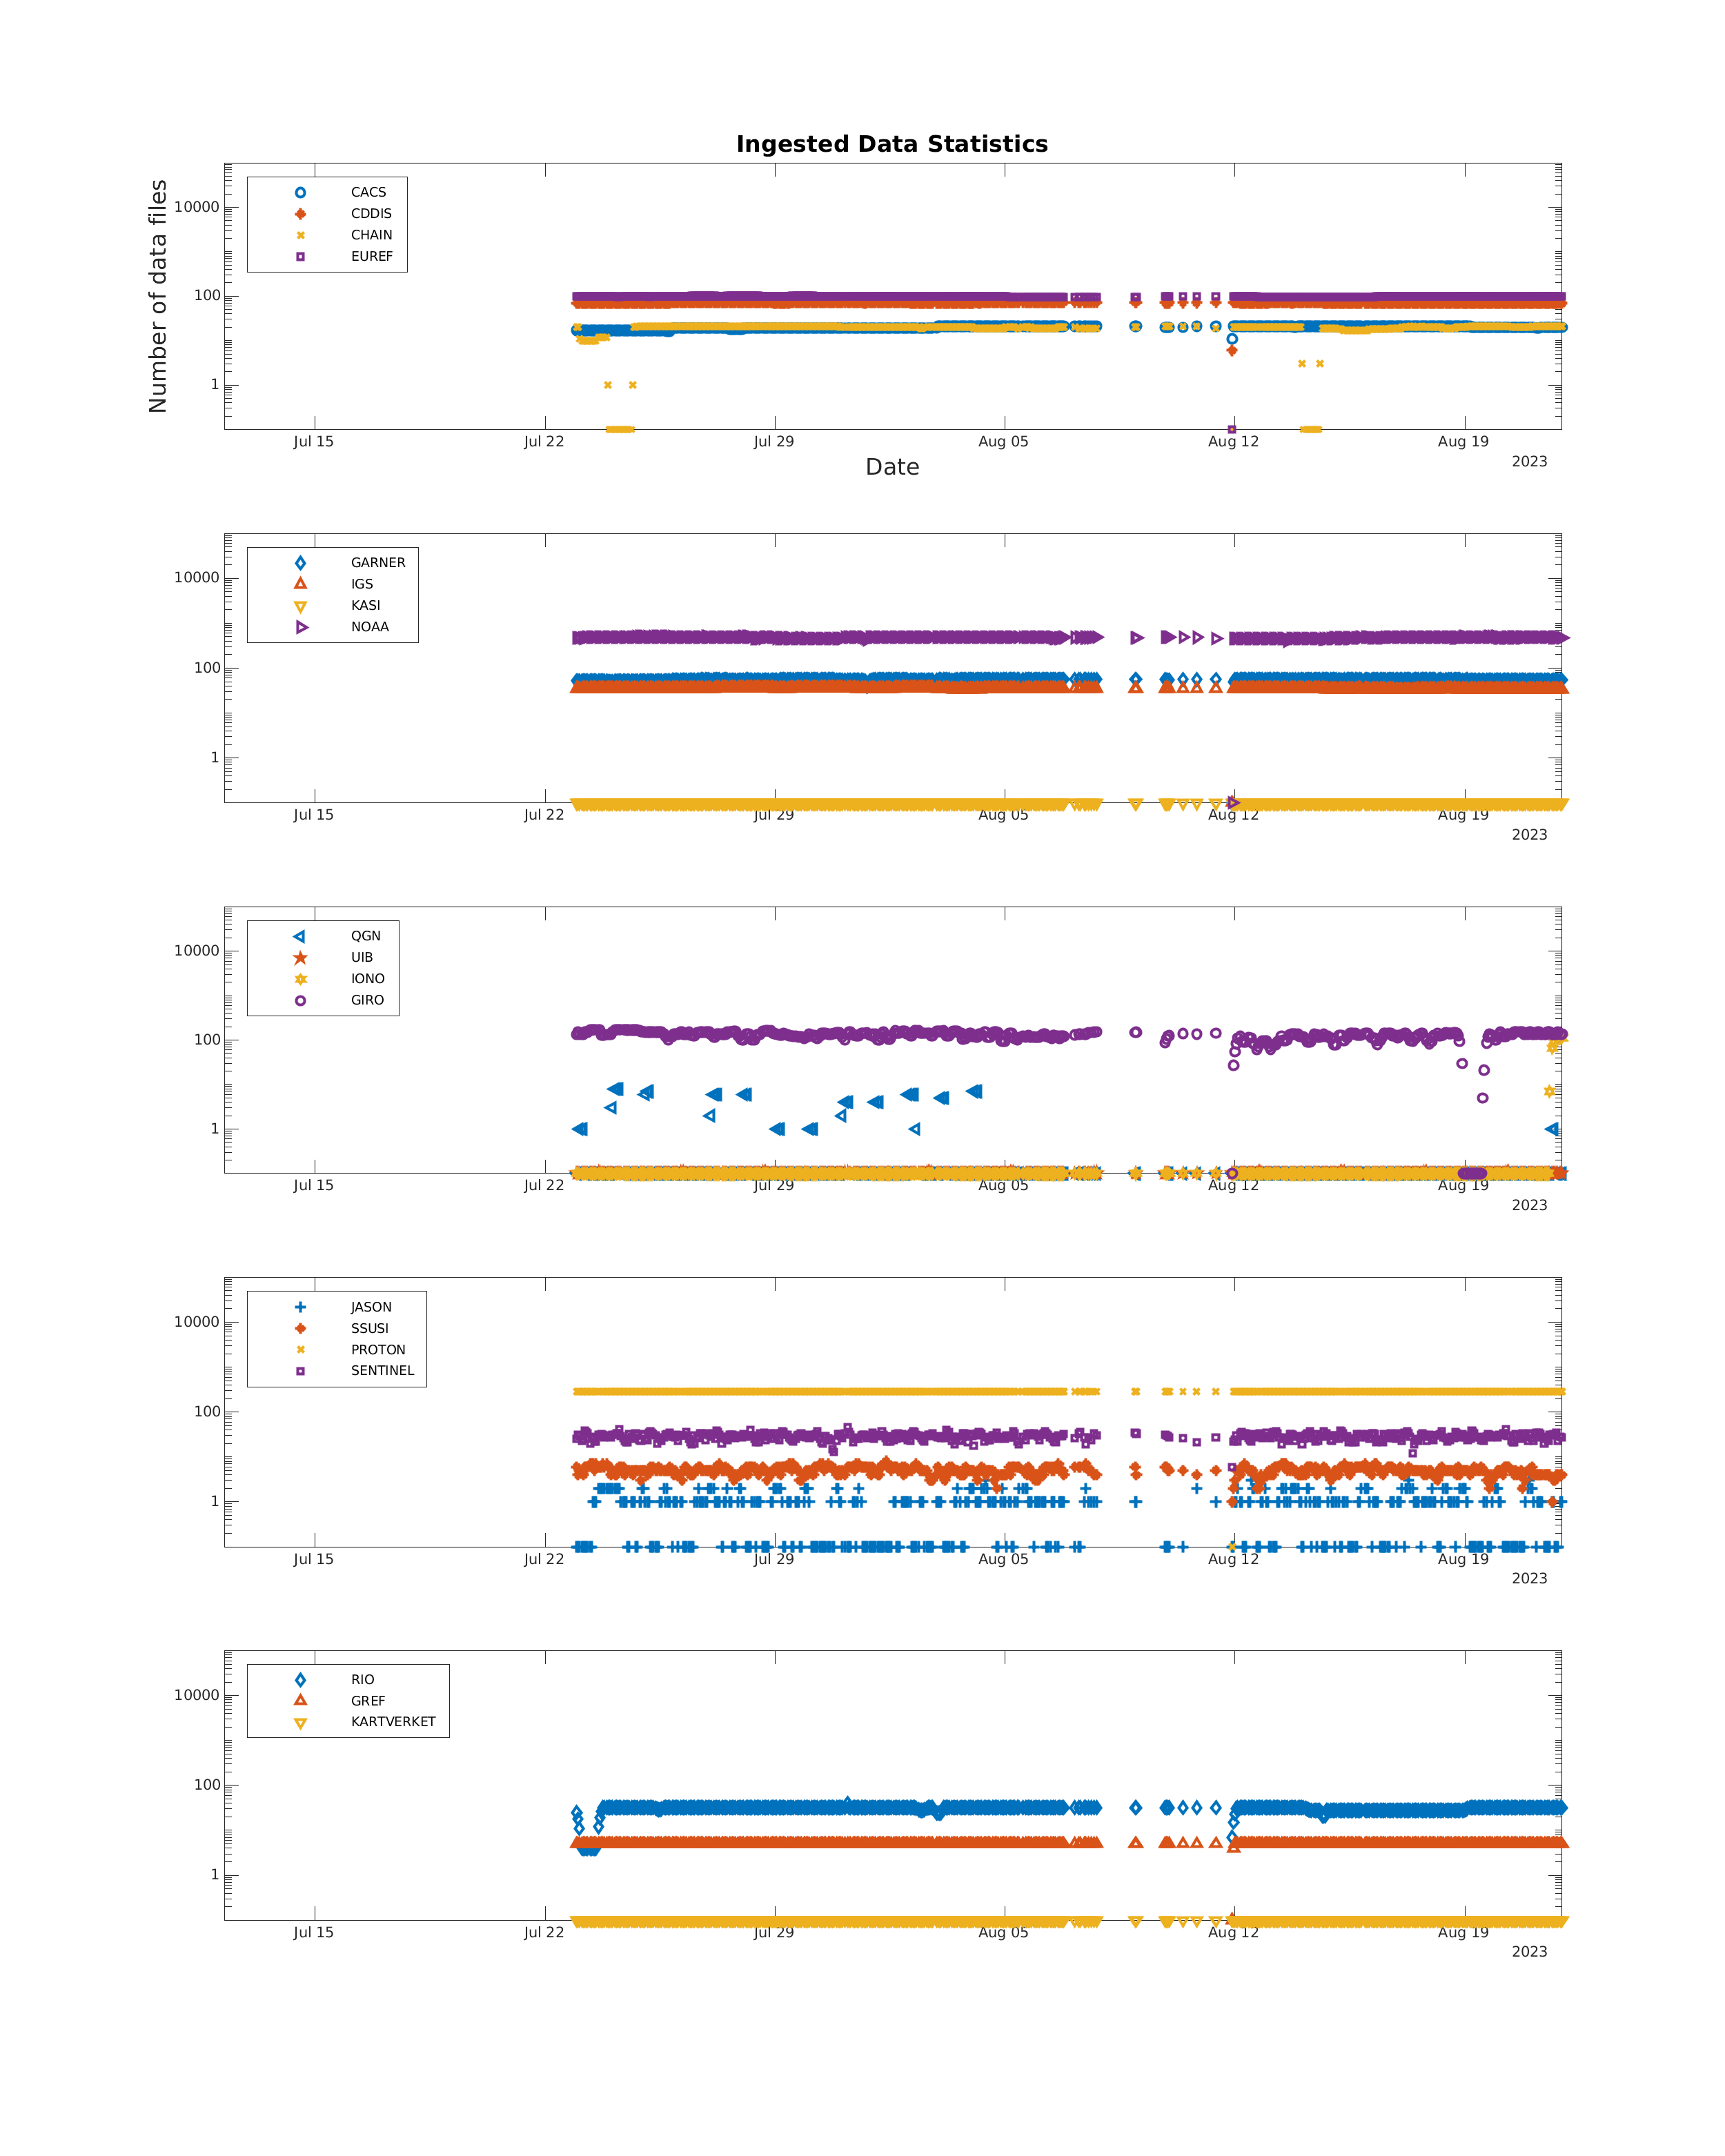 Ingested Data Statistics
Number of data files
10000
100
1
CACS
CDDIS
CHAIN
EUREF
Jul 15 Jul 22 Jul 29 Aug 05 Aug 12 Aug 19
2023
Date
10000
100
1
GARNER
IGS
KASI
NOAA
Jul 15 Jul 22 Jul 29 Aug 05 Aug 12 Aug 19
2023
10000
100
1
QGN
UIB
IONO
GIRO
Jul 15 Jul 22 Jul 29 Aug 05 Aug 12 Aug 19
2023
10000
100
1
JASON
SSUSI
PROTON
SENTINEL
Jul 15 Jul 22 Jul 29 Aug 05 Aug 12 Aug 19
2023
10000
100
1
RIO
GREF
KARTVERKET
Jul 15 Jul 22 Jul 29 Aug 05 Aug 12 Aug 19
2023